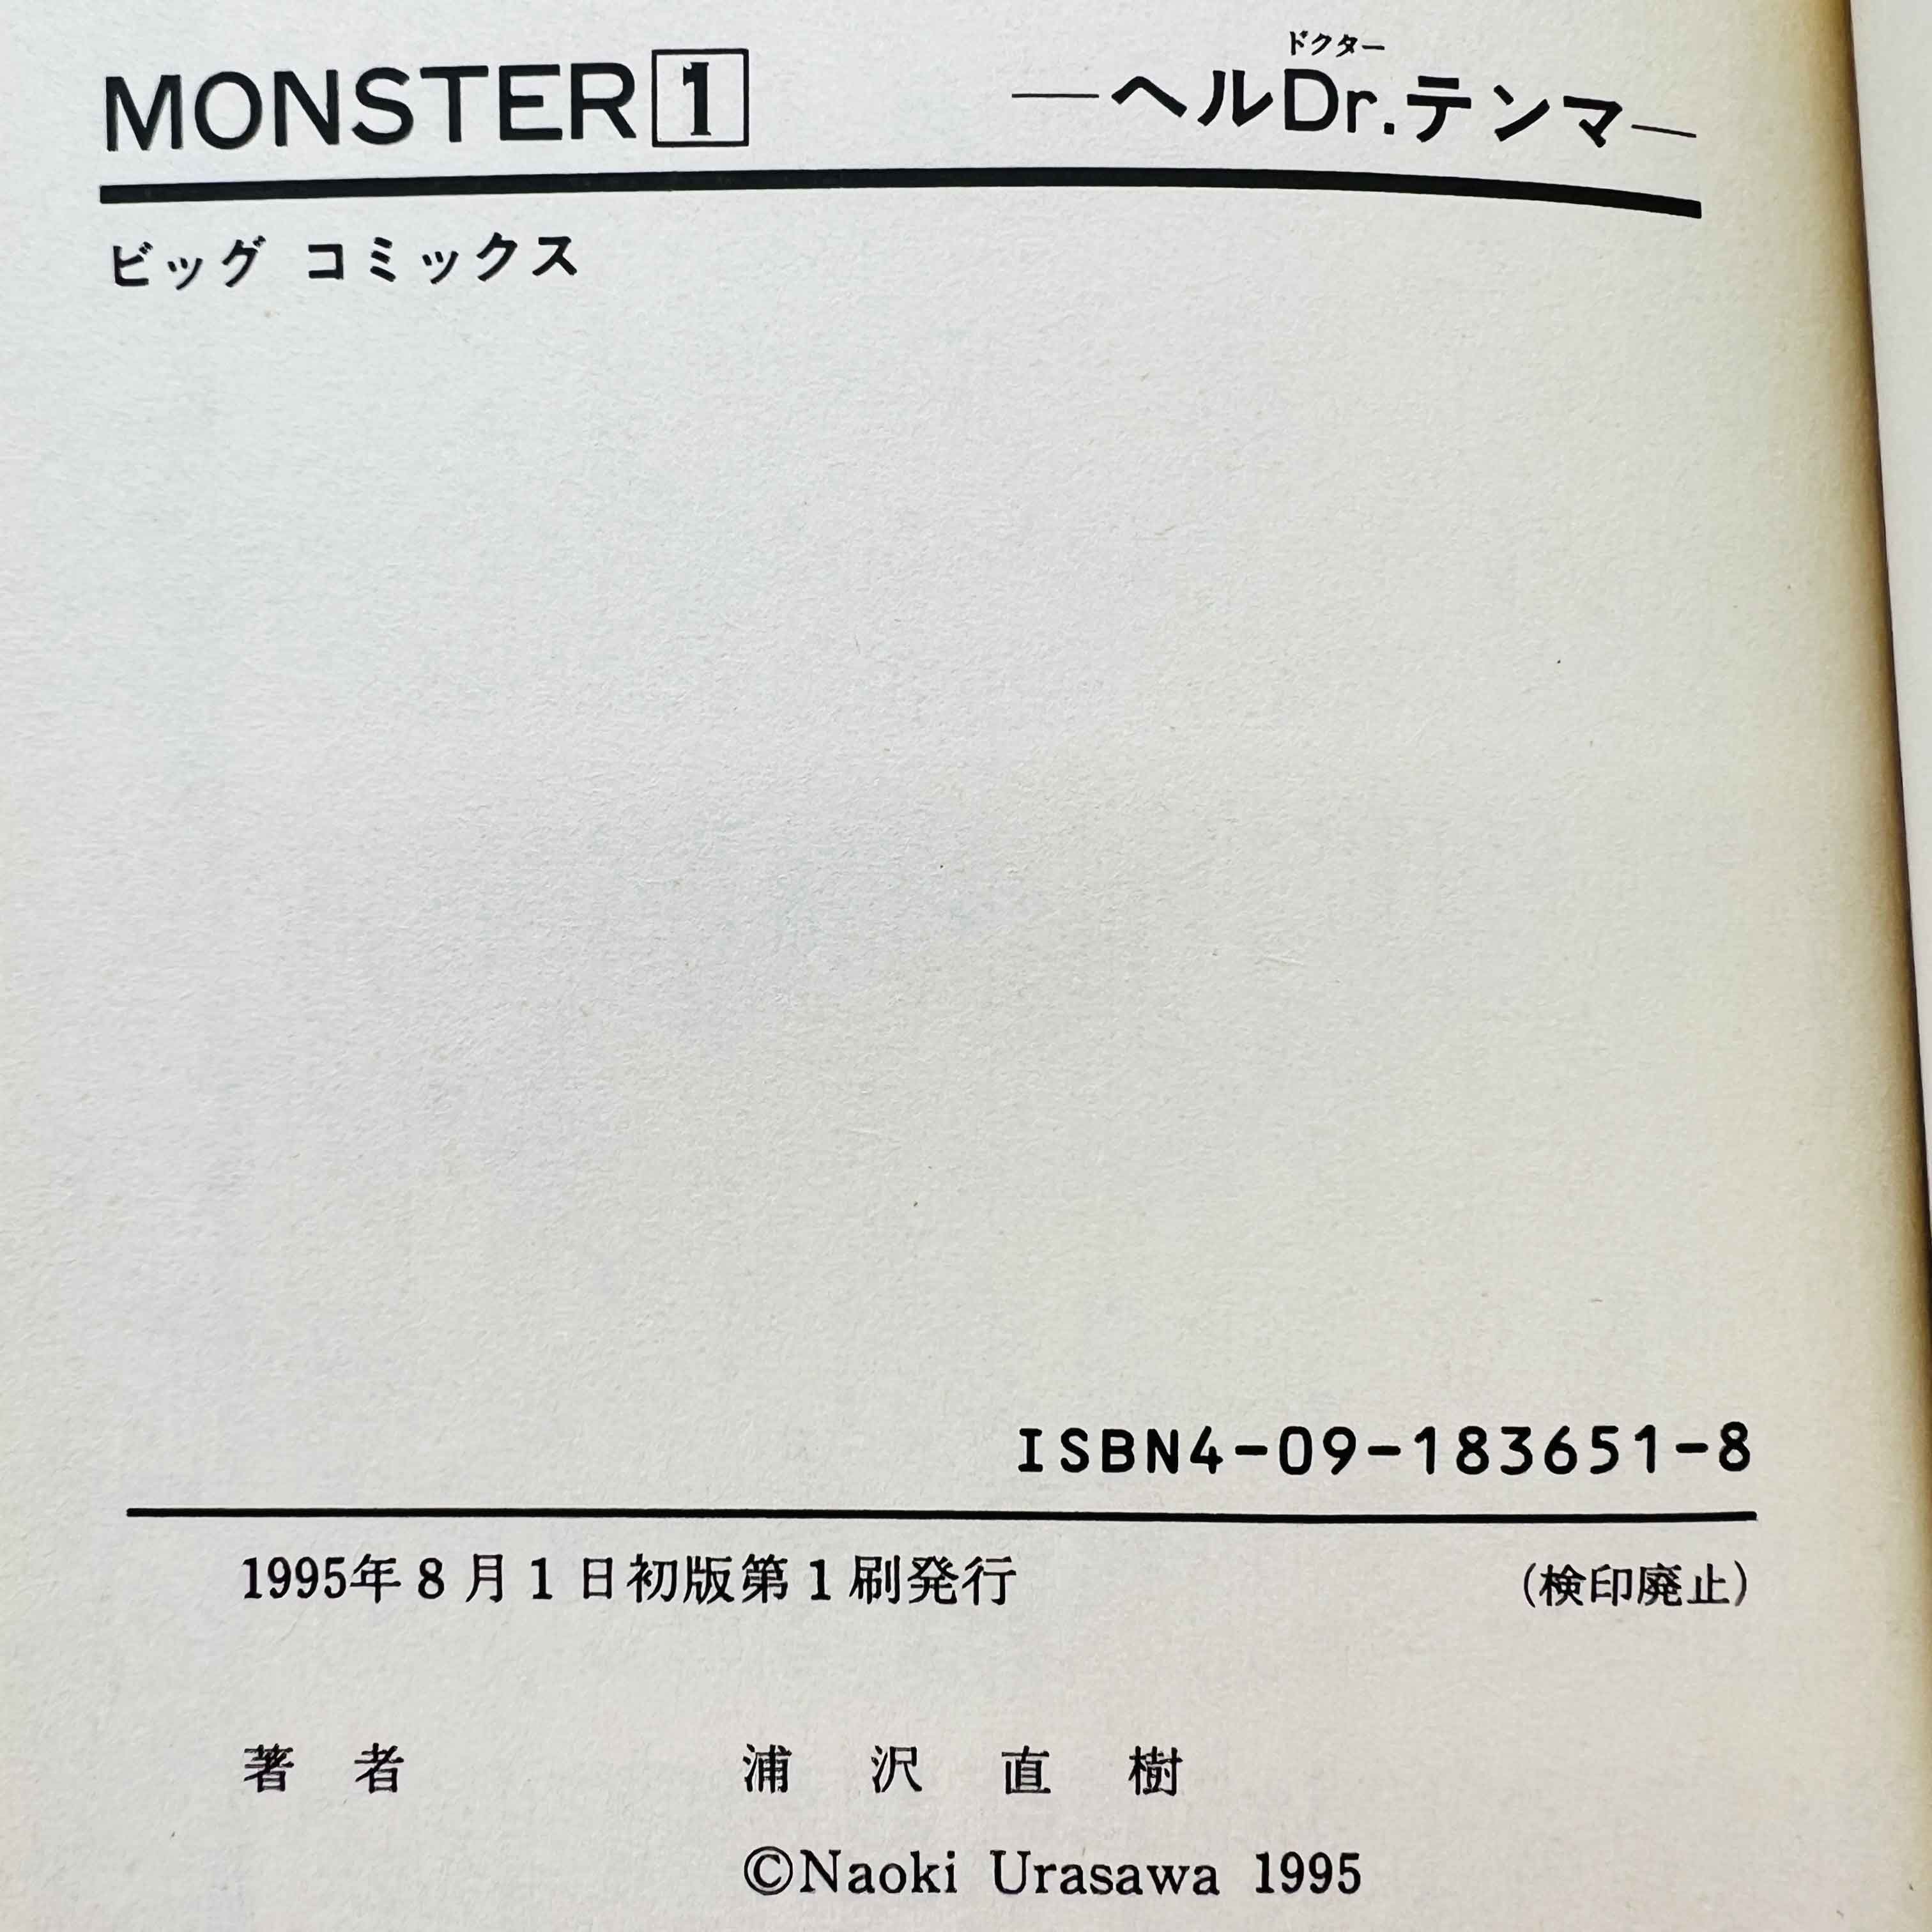 MONSTER 1 ―ヘルDr.テンマ―
ドクター
ビッグ コミックス
ISBN4-09-183651-8
1995年8月1日初版第1刷発行 (検印廃止)
著者 浦沢直樹
©Naoki Urasawa 1995